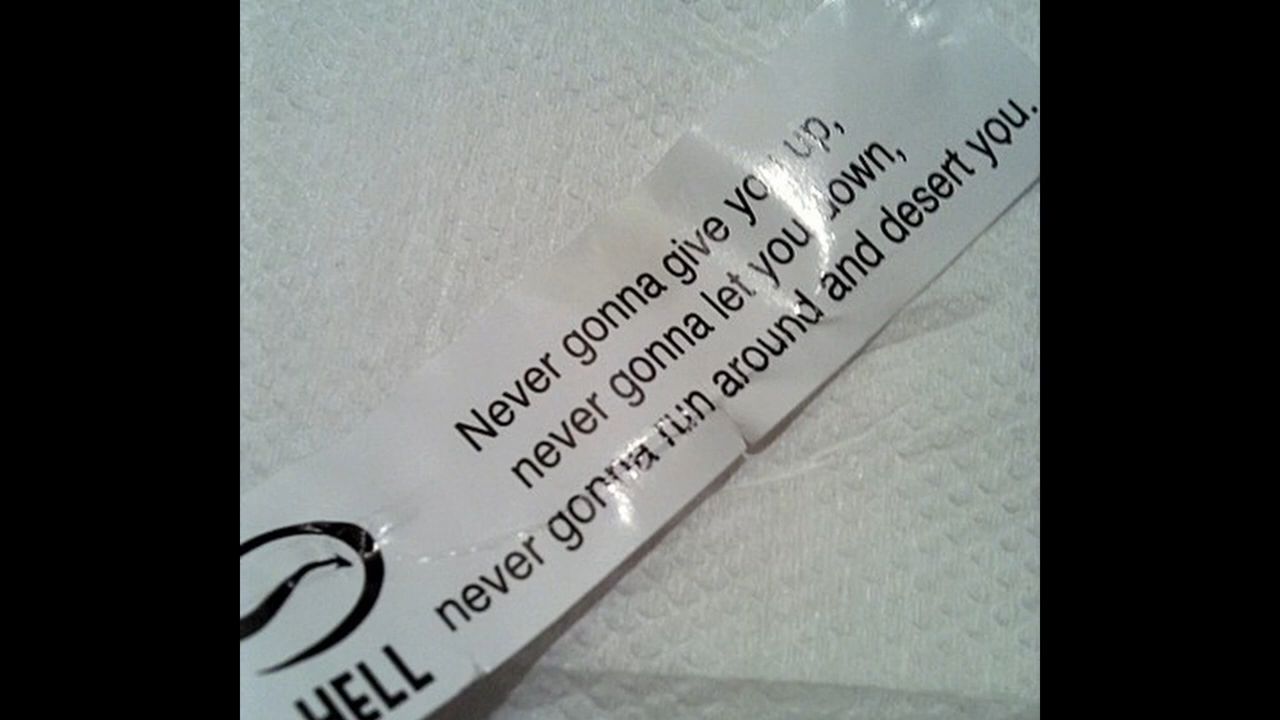 Never gonna give you up,
never gonna let you down,
never gonna run around and desert you.
HELL